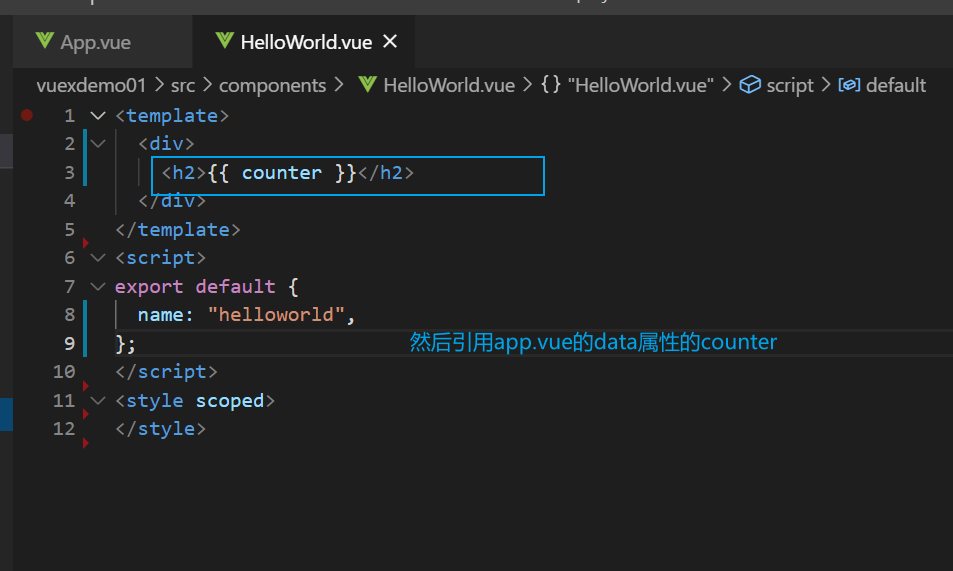 App.vue
HelloWorld.vue
vuexdemo01 > src > components > HelloWorld.vue > {} "HelloWorld.vue" > script > default
1 <template>
2 <div>
3 <h2>{{ counter }}</h2>
4 </div>
5 </template>
6 <script>
7 export default {
8 name: "helloworld",
9 };
然后引用app.vue的data属性的counter
10 </script>
11 <style scoped>
12 </style>